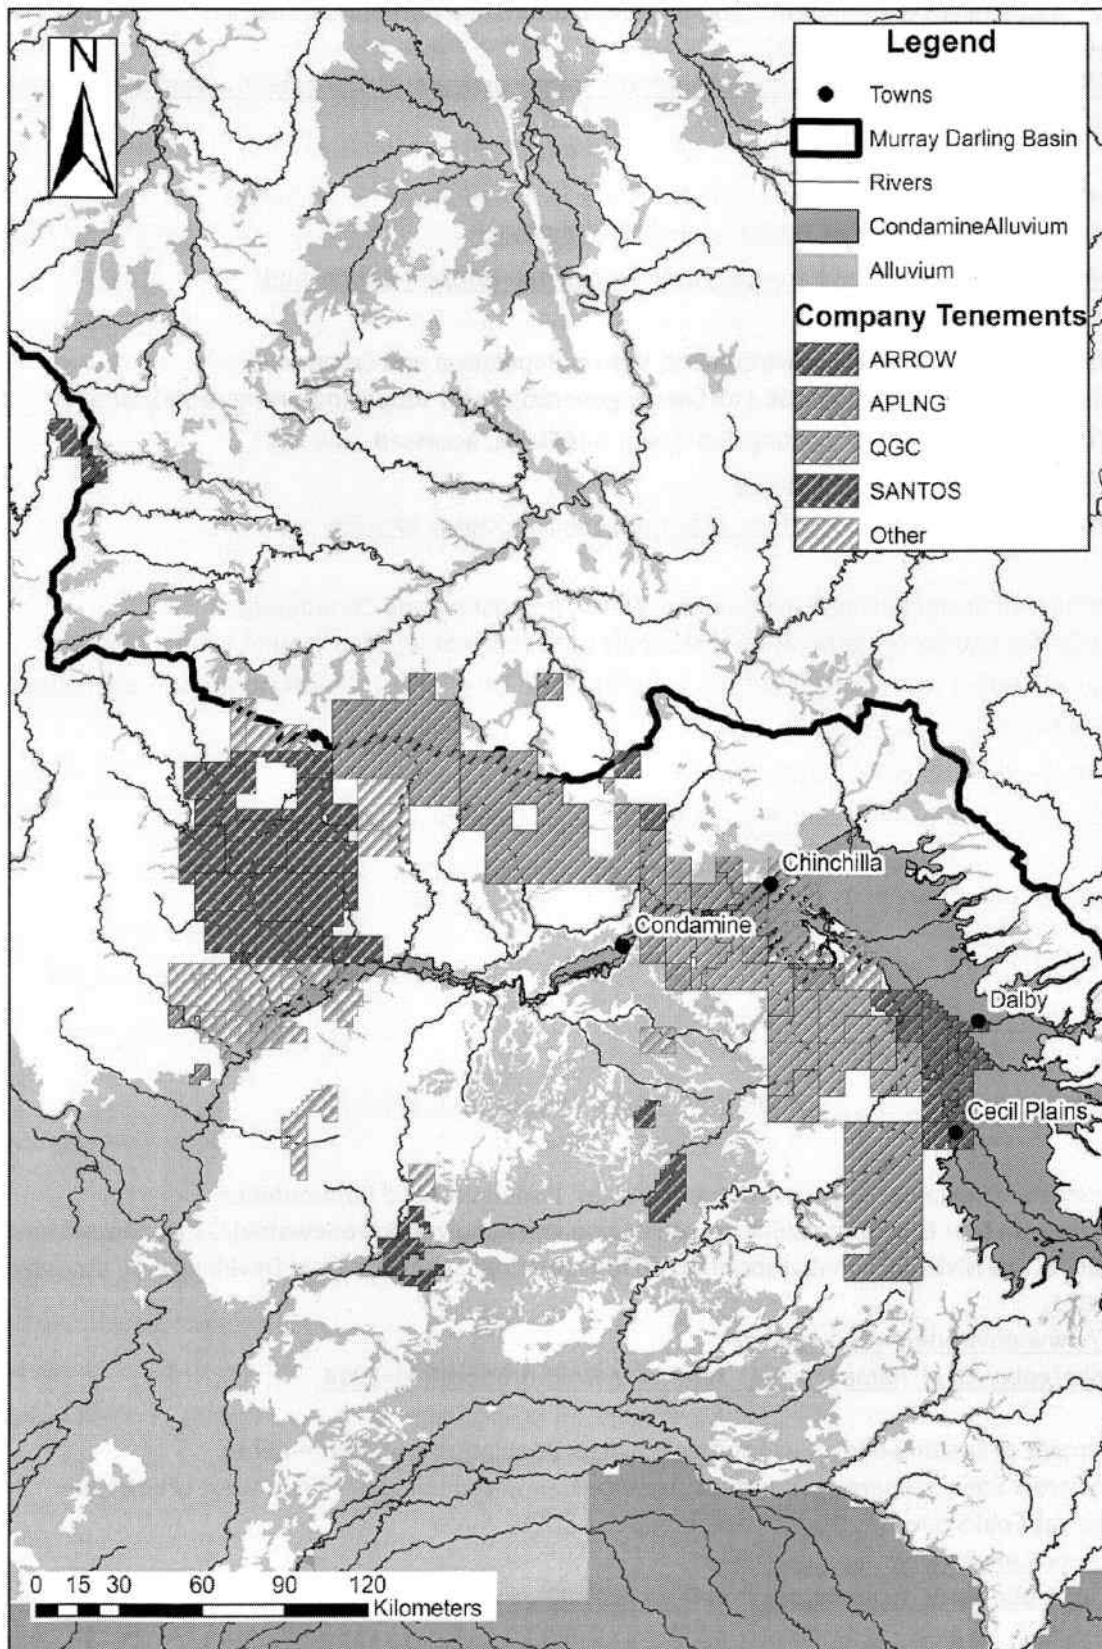 N
Legend
Towns
Murray Darling Basin
Rivers
CondamineAlluvium
Alluvium
Company Tenements
ARROW
APLNG
QGC
SANTOS
Other
Chinchilla
Condamine
Dalby
Cecil Plains
0 15 30 60 90 120
Kilometers